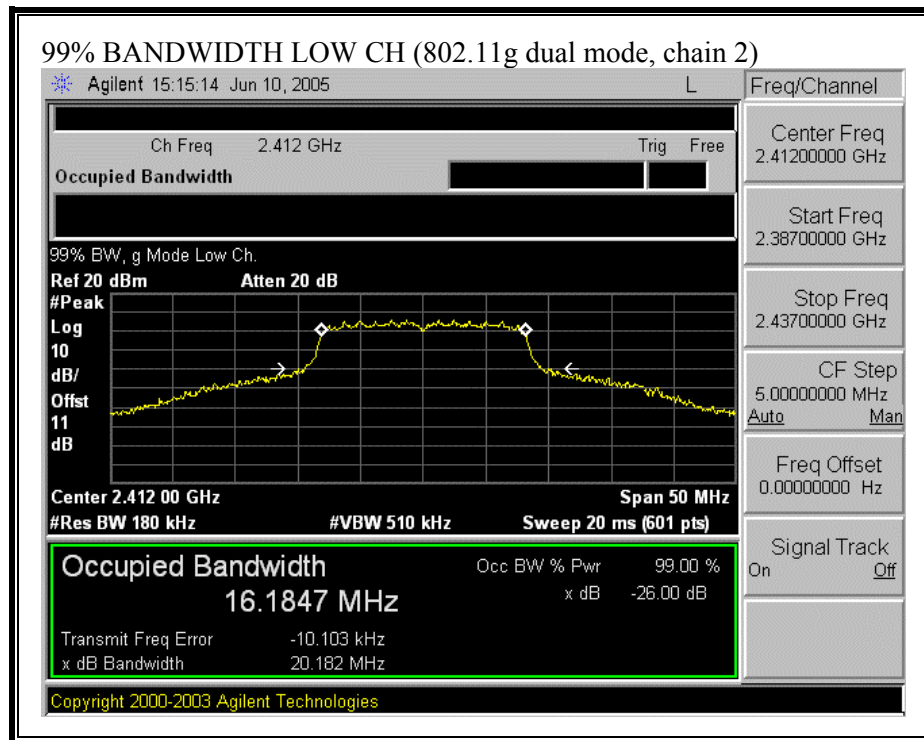 99% BANDWIDTH LOW CH (802.11g dual mode, chain 2)
Agilent 15:15:14 Jun 10, 2005 L
Freq/Channel
Ch Freq 2.412 GHz Trig Free
Occupied Bandwidth
Center Freq
2.41200000 GHz
Start Freq
2.38700000 GHz
Stop Freq
2.43700000 GHz
CF Step
5.00000000 MHz
Auto Man
Freq Offset
0.00000000 Hz
Signal Track
On Off
99% BW, g Mode Low Ch.
Ref 20 dBm Atten 20 dB
#Peak
Log
10
dB/
Offst
11
dB
Center 2.412 00 GHz Span 50 MHz
#Res BW 180 kHz #VBW 510 kHz Sweep 20 ms (601 pts)
Occupied Bandwidth Occ BW % Pwr 99.00 %
16.1847 MHz x dB -26.00 dB
Transmit Freq Error -10.103 kHz
x dB Bandwidth 20.182 MHz
Copyright 2000-2003 Agilent Technologies